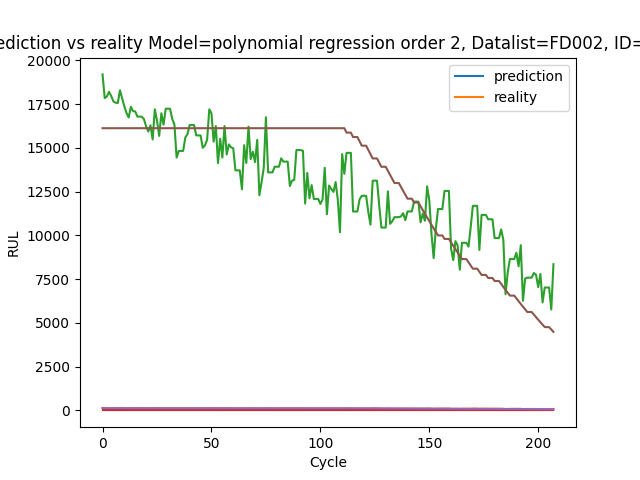 ediction vs reality Model=polynomial regression order 2, Datalist=FD002, ID=
20000
17500
15000
12500
10000
7500
5000
2500
0
RUL
prediction
reality
0
50
100
150
200
Cycle